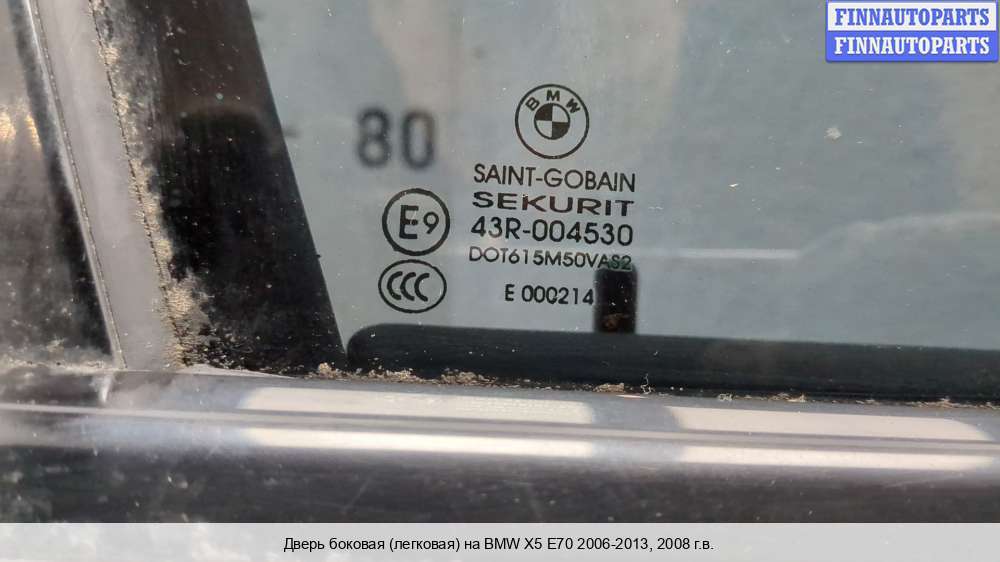 FINNAUTOPARTS
FINNAUTOPARTS
BMW
80
SAINT-GOBAIN
SEKURIT
E9
43R-004530
DOT615M50VAS2
CCC
E 000214
Дверь боковая (легковая) на BMW X5 E70 2006-2013, 2008 г.в.